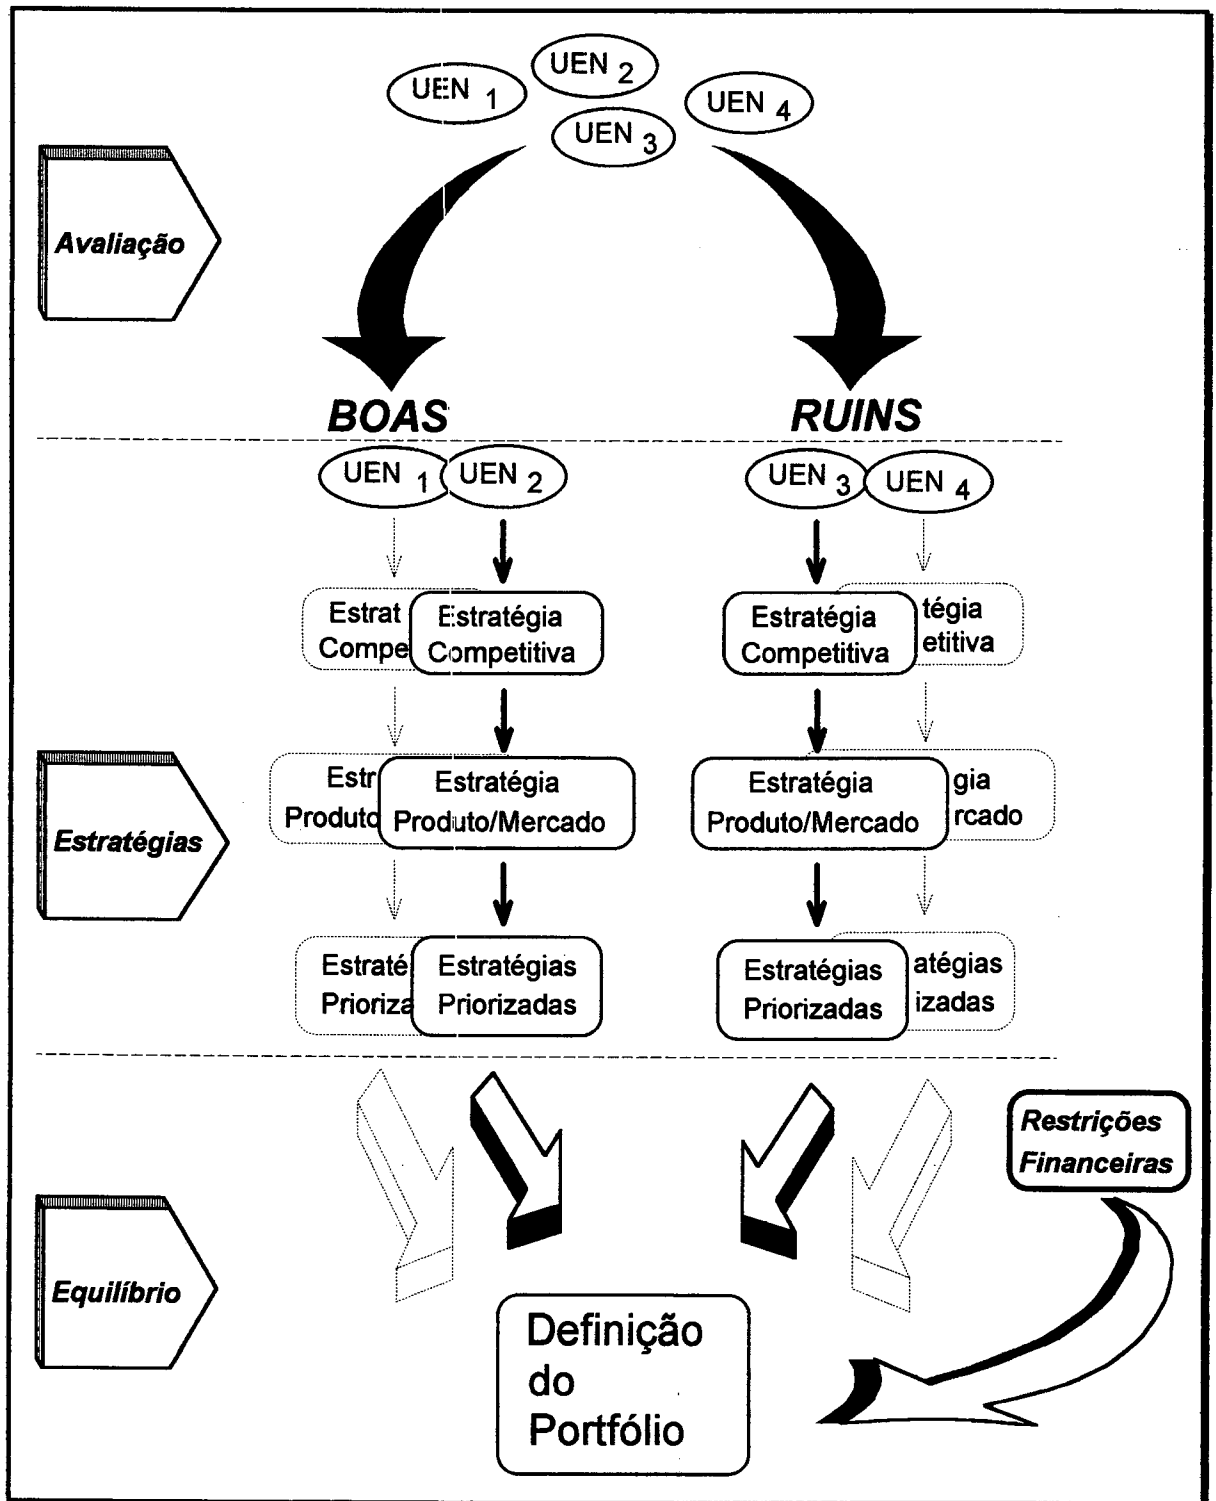 UEN 1
UEN 2
UEN 3
UEN 4
Avaliação
BOAS
RUINS
UEN 1
UEN 2
UEN 3
UEN 4
Estrat
Compe
Estratégia
Competitiva
Estratégia
Competitiva
tégia
etitiva
Estratégias
Estr
Produto
Estratégia
Produto/Mercado
Estratégia
Produto/Mercado
gia
rcado
Estraté
Prioriza
Estratégias
Priorizadas
Estratégias
Priorizadas
atégias
izadas
Restrições
Financeiras
Equilíbrio
Definição
do
Portfólio